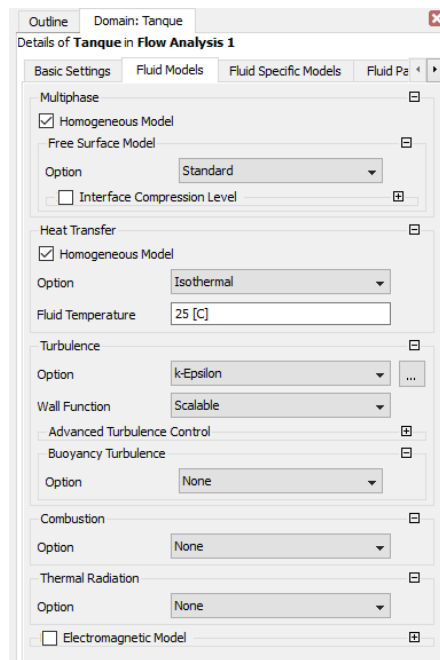 Outline Domain: Tanque
Details of Tanque in Flow Analysis 1
Basic Settings Fluid Models Fluid Specific Models Fluid Pa
Multiphase
Homogeneous Model
Free Surface Model
Option Standard
Interface Compression Level
Heat Transfer
Homogeneous Model
Option Isothermal
Fluid Temperature 25 [C]
Turbulence
Option k-Epsilon ...
Wall Function Scalable
Advanced Turbulence Control
Buoyancy Turbulence
Option None
Combustion
Option None
Thermal Radiation
Option None
Electromagnetic Model